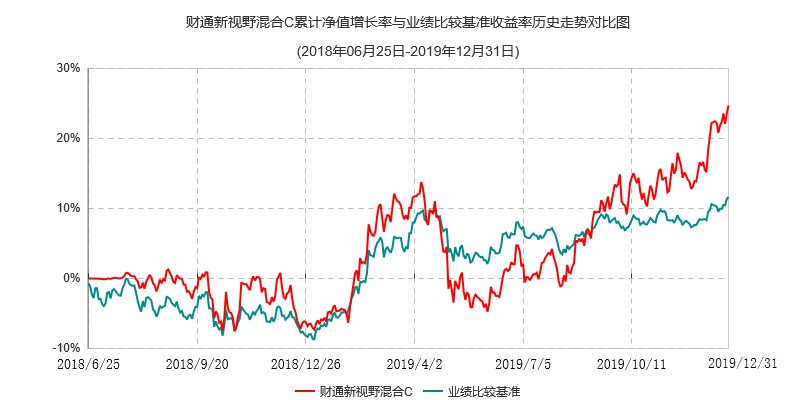 财通新视野混合C累计净值增长率与业绩比较基准收益率历史走势对比图
(2018年06月25日-2019年12月31日)
30%
20%
10%
0%
-10%
2018/6/25 2018/9/20 2018/12/26 2019/4/2 2019/7/5 2019/10/11 2019/12/31
财通新视野混合C 业绩比较基准